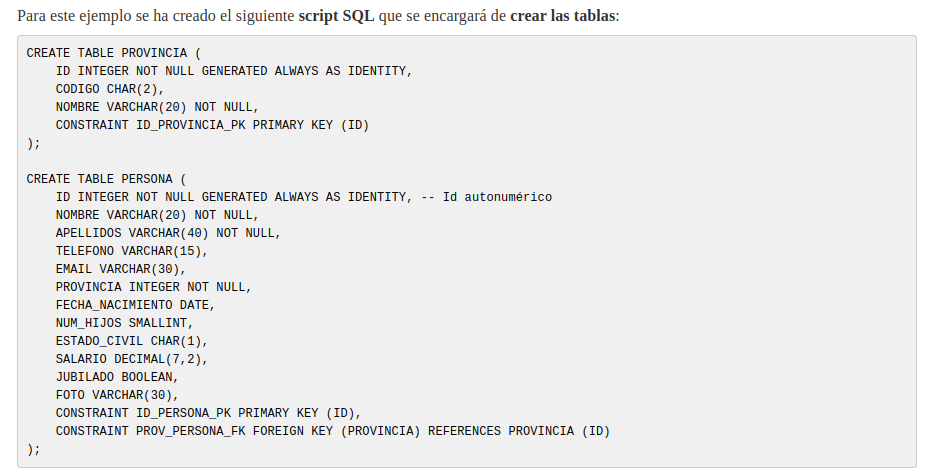 Para este ejemplo se ha creado el siguiente script SQL que se encargará de crear las tablas:
CREATE TABLE PROVINCIA (
    ID INTEGER NOT NULL GENERATED ALWAYS AS IDENTITY,
    CODIGO CHAR(2),
    NOMBRE VARCHAR(20) NOT NULL,
    CONSTRAINT ID_PROVINCIA_PK PRIMARY KEY (ID)
);

CREATE TABLE PERSONA (
    ID INTEGER NOT NULL GENERATED ALWAYS AS IDENTITY, -- Id autonumérico
    NOMBRE VARCHAR(20) NOT NULL,
    APELLIDOS VARCHAR(40) NOT NULL,
    TELEFONO VARCHAR(15),
    EMAIL VARCHAR(30),
    PROVINCIA INTEGER NOT NULL,
    FECHA_NACIMIENTO DATE,
    NUM_HIJOS SMALLINT,
    ESTADO_CIVIL CHAR(1),
    SALARIO DECIMAL(7,2),
    JUBILADO BOOLEAN,
    FOTO VARCHAR(30),
    CONSTRAINT ID_PERSONA_PK PRIMARY KEY (ID),
    CONSTRAINT PROV_PERSONA_FK FOREIGN KEY (PROVINCIA) REFERENCES PROVINCIA (ID)
);